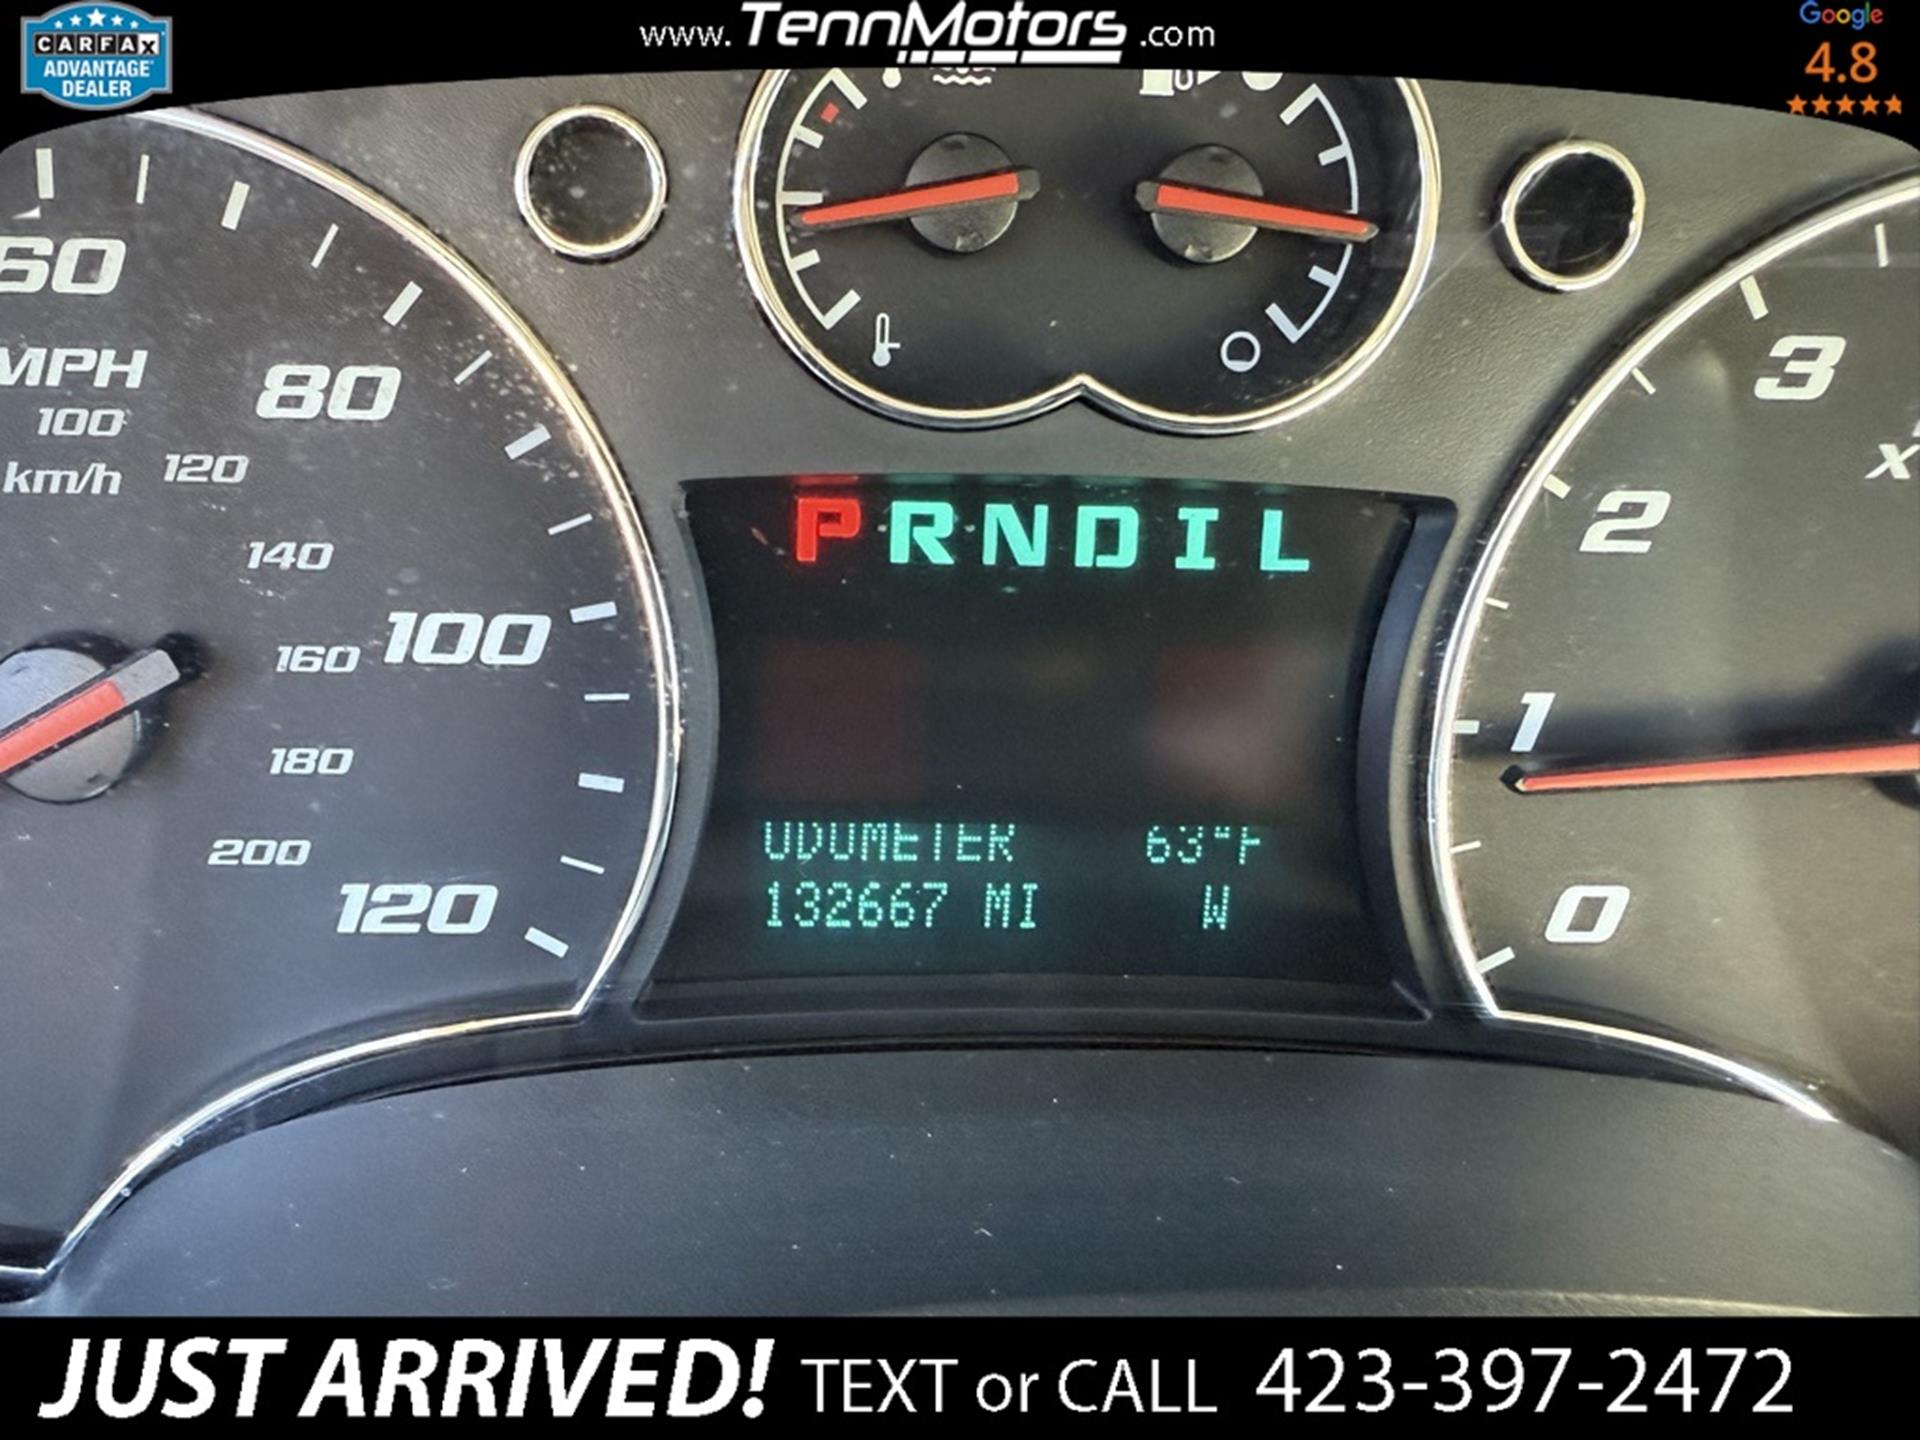 CARFAX
ADVANTAGE
DEALER
www.TennMotors.com
Google
4.8
60
MPH
80
100
km/h
120
140
160
100
180
200
120
P R N D I L
ODOMETER 63°F
132667 MI W
3
x
2
1
0
JUST ARRIVED! TEXT or CALL 423-397-2472